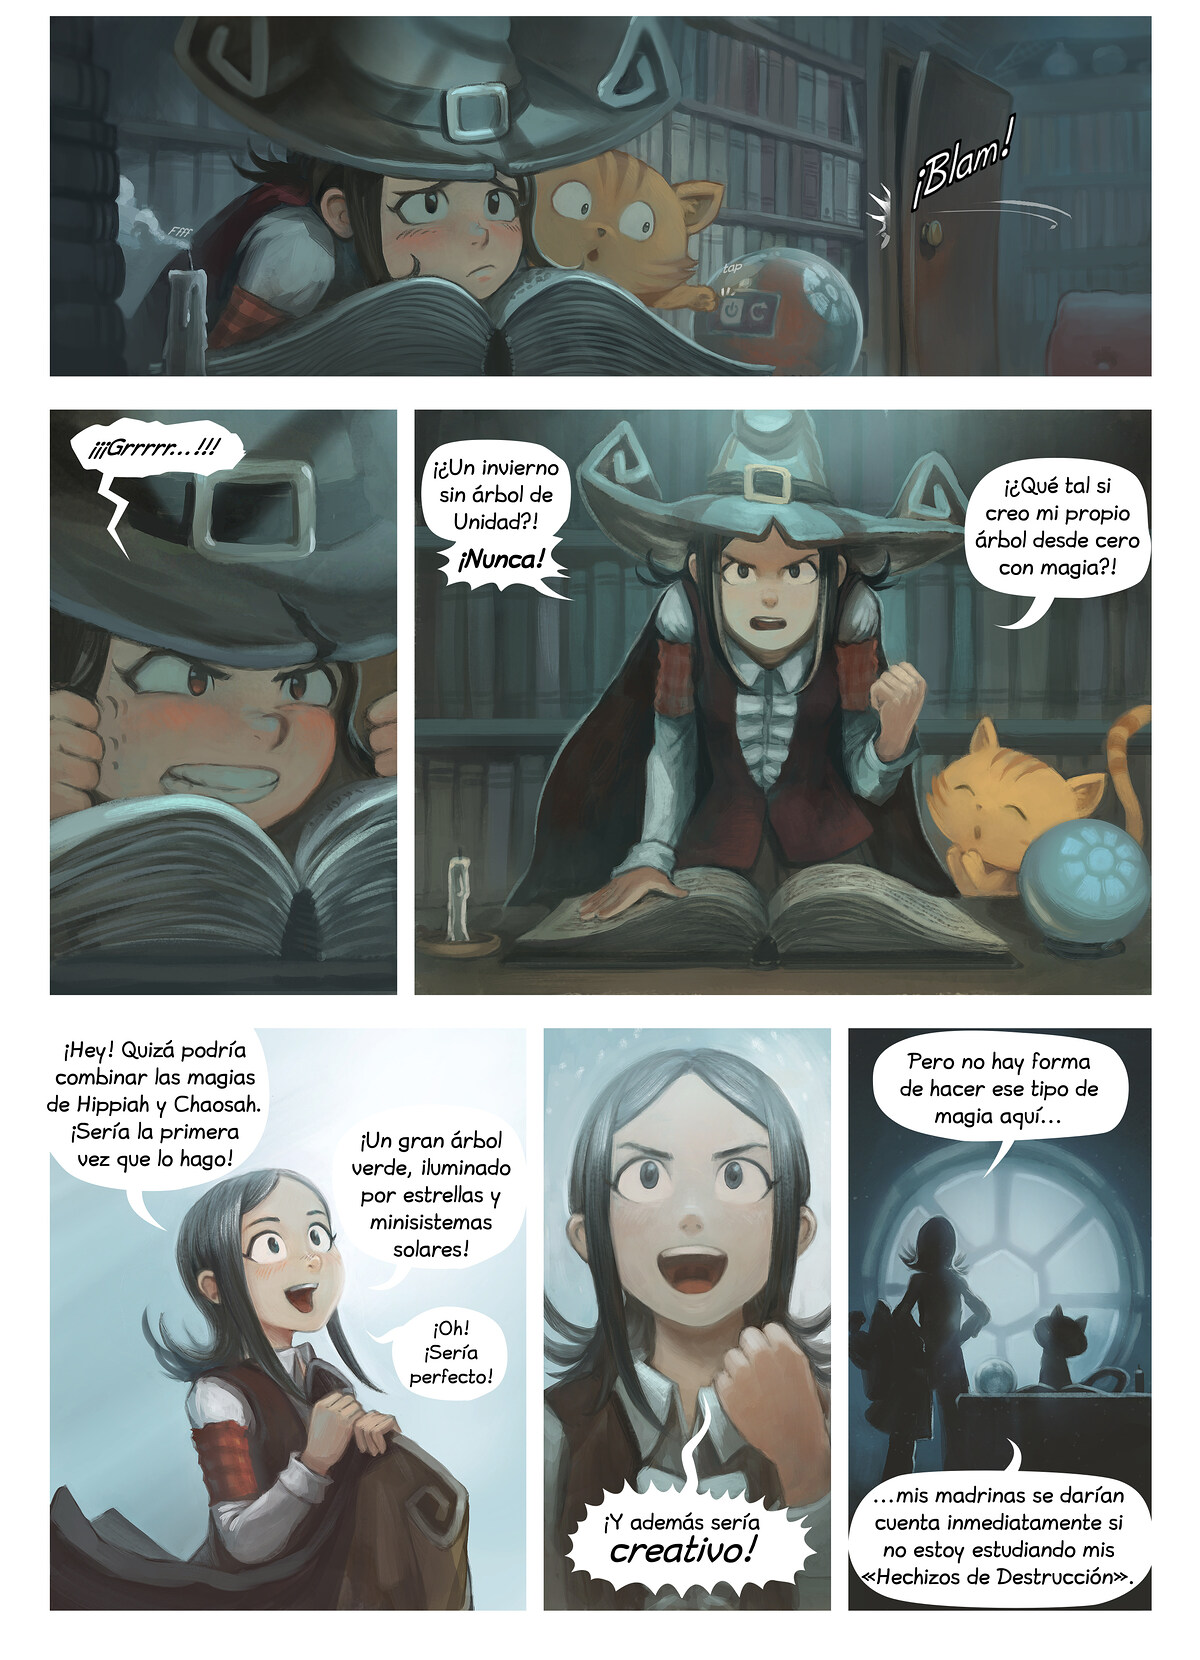 Ffff
tap
¡Blam!
¡¡¡Grrrrr...!!!
¡¿Un invierno
sin árbol de
Unidad?!
¡Nunca!
¡¿Qué tal si
creo mi propio
árbol desde cero
con magia?!
¡Hey! Quizá podría
combinar las magias
de Hippiah y Chaosah.
¡Sería la primera
vez que lo hago!
¡Un gran árbol
verde, iluminado
por estrellas y
minisistemas
solares!
¡Oh!
¡Sería
perfecto!
¡Y además sería
creativo!
Pero no hay forma
de hacer ese tipo de
magia aquí...
...mis madrinas se darían
cuenta inmediatamente si
no estoy estudiando mis
«Hechizos de Destrucción».